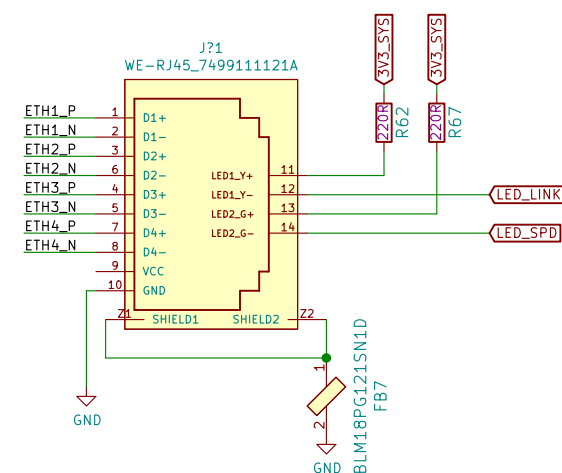 J?1
WE-RJ45_7499111121A
3V3_SYS
3V3_SYS
220R
R62
220R
R67
ETH1_P 1 D1+
ETH1_N 2 D1-
ETH2_P 3 D2+
ETH2_N 6 D2-
ETH3_P 4 D3+
ETH3_N 5 D3-
ETH4_P 7 D4+
ETH4_N 8 D4-
9 VCC
10 GND
LED1_Y+ 11
LED1_Y- 12 LED_LINK
LED2_G+ 13
LED2_G- 14 LED_SPD
Z1 SHIELD1 SHIELD2 Z2
GND
1
2
BLM18PG121SN1D
FB7
GND